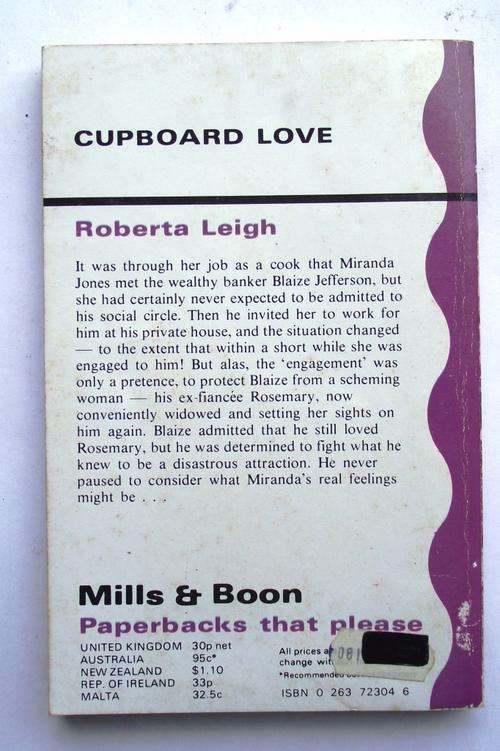 CUPBOARD LOVE
Roberta Leigh
It was through her job as a cook that Miranda
Jones met the wealthy banker Blaize Jefferson, but
she had certainly never expected to be admitted to
his social circle. Then he invited her to work for
him at his private house, and the situation changed
— to the extent that within a short while she was
engaged to him! But alas, the ‘engagement’ was
only a pretence, to protect Blaize from a scheming
woman — his ex-fiancée Rosemary, now
conveniently widowed and setting her sights on
him again. Blaize admitted that he still loved
Rosemary, but he was determined to fight what he
knew to be a disastrous attraction. He never
paused to consider what Miranda's real feelings
might be . . .
Mills & Boon
Paperbacks that please
UNITED KINGDOM 30p net
AUSTRALIA 95c*
NEW ZEALAND $1.10
REP. OF IRELAND 33p
MALTA 32.5c
All prices
change
*Recommended
ISBN 0 263 72304 6